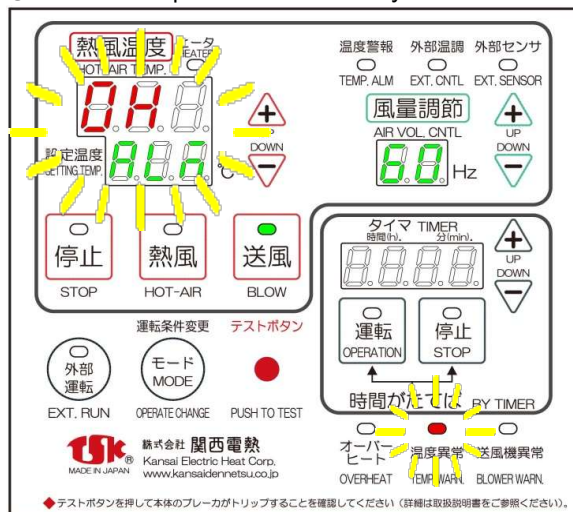 熱風温度
ヒータ
HEATER
HOT-AIR TEMP.
OH
設定温度
SETTING TEMP.
ALA
℃
UP
DOWN
温度警報 外部温調 外部センサ
TEMP. ALM EXT. CNTL EXT. SENSOR
風量調節
AIR VOL. CNTL
60 Hz
UP
DOWN
停止 熱風 送風
STOP HOT-AIR BLOW
タイマ TIMER
時間(h). 分(min).
8.8.8.8.
UP
DOWN
運転 停止
OPERATION STOP
時間がたてば BY TIMER
運転条件変更 テストボタン
外部
運転
モード
MODE
EXT. RUN OPERATE CHANGE PUSH TO TEST
オーバー
ヒート
温度異常 送風機異常
OVERHEAT TEMP. WARN. BLOWER WARN.
TSK ®
MADE IN JAPAN
株式会社 関西電熱
Kansai Electric Heat Corp.
www.kansaidennetsu.co.jp
◆テストボタンを押して本体のブレーカがトリップすることを確認してください（詳細は取扱説明書をご参照ください）。